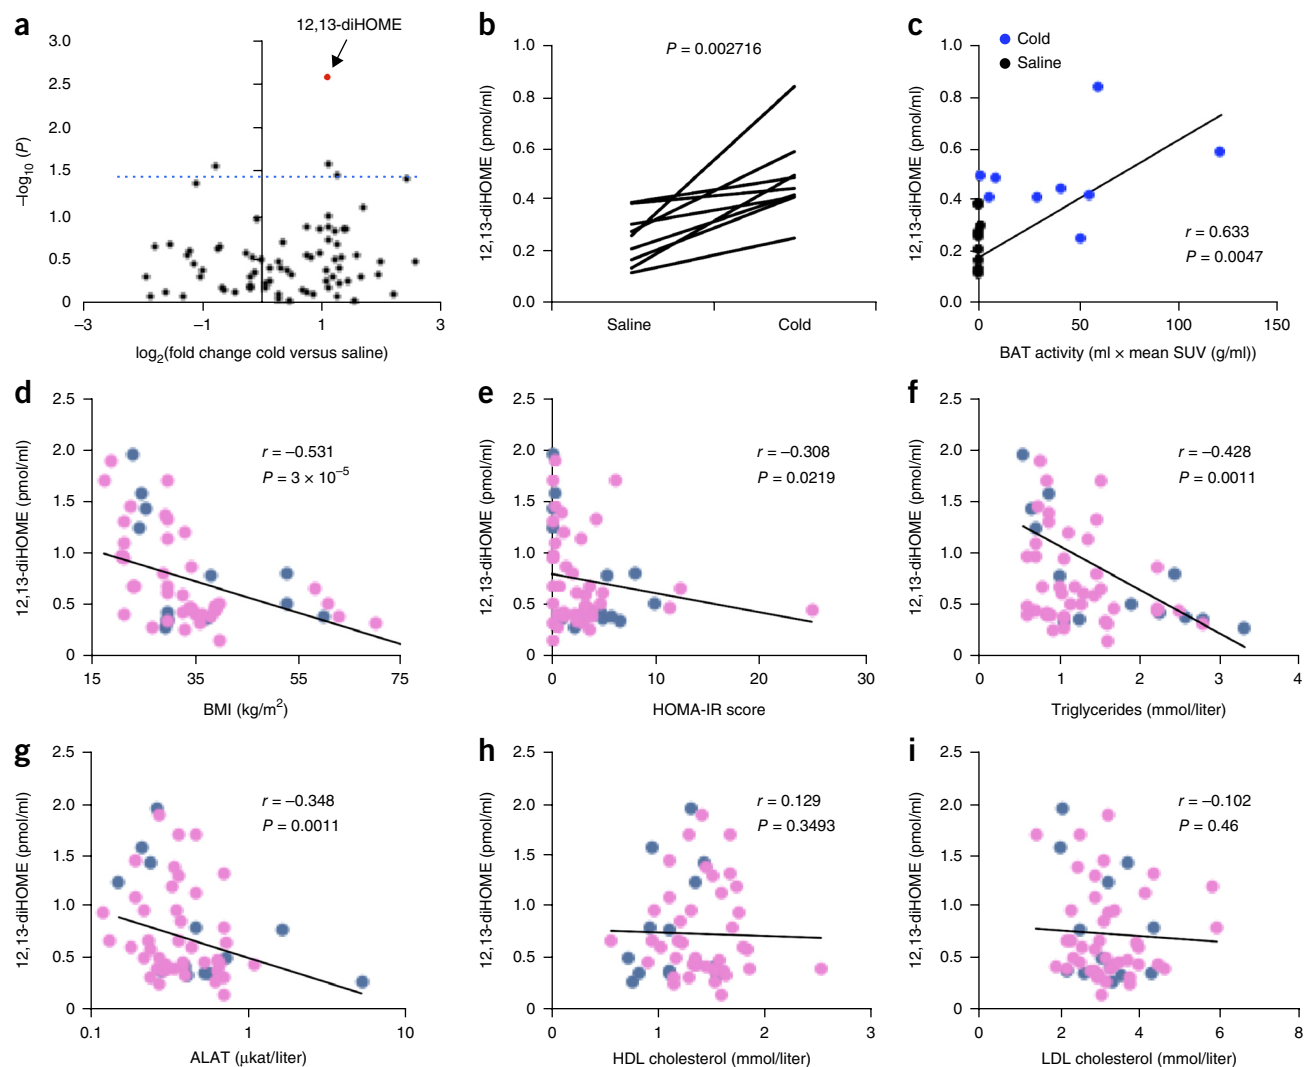 a
12,13-diHOME
3.0
2.5
2.0
1.5
1.0
0.5
0
–log10 (P)
–3
–1
1
3
log2(fold change cold versus saline)
b
P = 0.002716
1.0
0.8
0.6
0.4
0.2
0.0
12,13-diHOME (pmol/ml)
Saline
Cold
c
Cold
Saline
1.0
0.8
0.6
0.4
0.2
0.0
12,13-diHOME (pmol/ml)
r = 0.633
P = 0.0047
0
50
100
150
BAT activity (ml × mean SUV (g/ml))
d
2.5
2.0
1.5
1.0
0.5
0
12,13-diHOME (pmol/ml)
r = –0.531
P = 3 × 10–5
15
35
55
75
BMI (kg/m2)
e
2.5
2.0
1.5
1.0
0.5
0
12,13-diHOME (pmol/ml)
r = –0.308
P = 0.0219
0
10
20
30
HOMA-IR score
f
2.5
2.0
1.5
1.0
0.5
0
12,13-diHOME (pmol/ml)
r = –0.428
P = 0.0011
0
1
2
3
4
Triglycerides (mmol/liter)
g
2.5
2.0
1.5
1.0
0.5
0
12,13-diHOME (pmol/ml)
r = –0.348
P = 0.0011
0.1
1
10
ALAT (μkat/liter)
h
2.5
2.0
1.5
1.0
0.5
0
12,13-diHOME (pmol/ml)
r = 0.129
P = 0.3493
0
1
2
3
HDL cholesterol (mmol/liter)
i
2.5
2.0
1.5
1.0
0.5
0
12,13-diHOME (pmol/ml)
r = –0.102
P = 0.46
0
2
4
6
8
LDL cholesterol (mmol/liter)